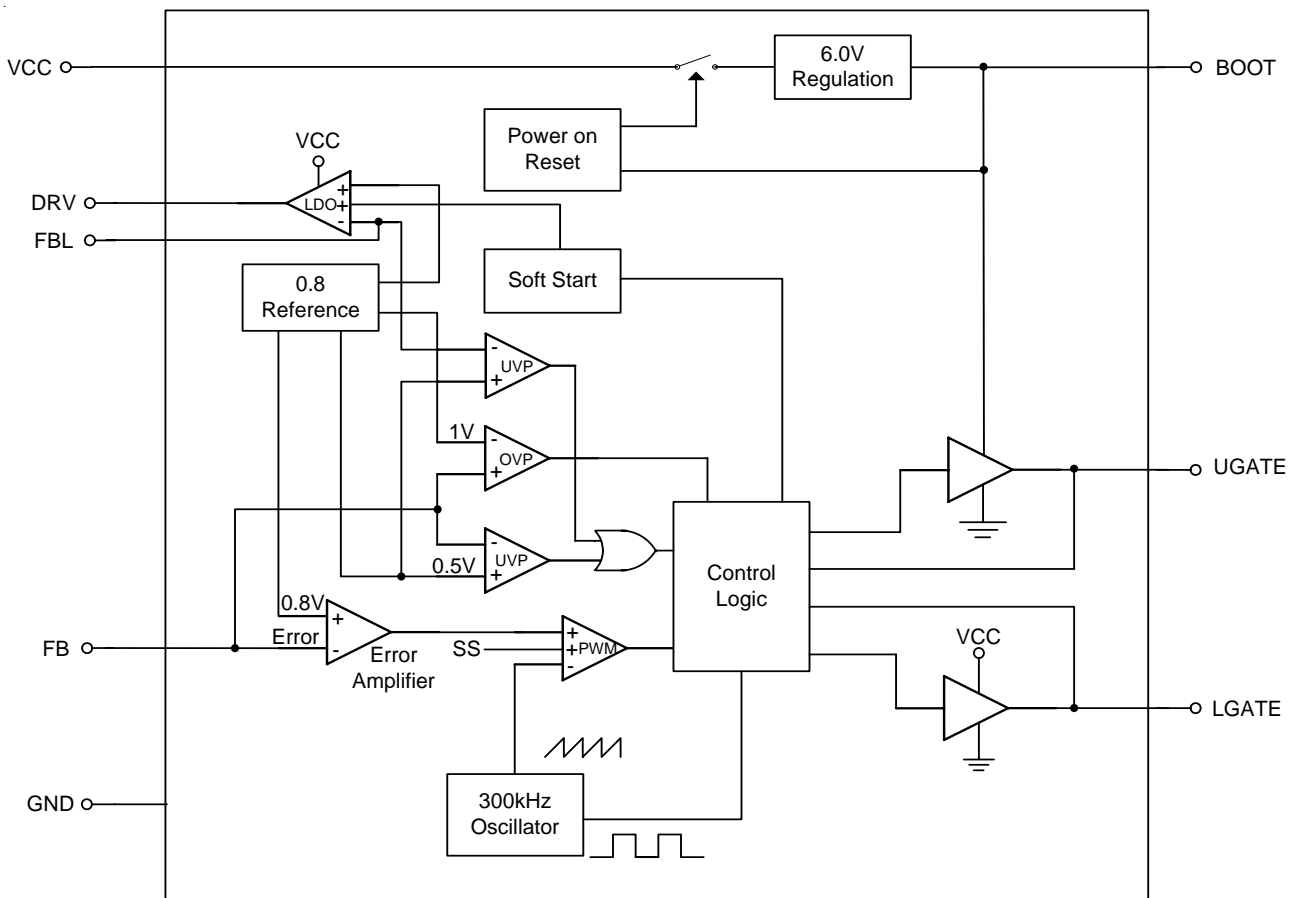 6.0V
Regulation
VCC
BOOT
Power on
Reset
VCC
DRV
LDO
+
+
-
FBL
Soft Start
0.8
Reference
-
UVP
+
1V
-
OVP
+
UGATE
-
UVP
0.5V
+
Control
Logic
0.8V
+
Error
-
Error
Amplifier
FB
SS
+
+
PWM
-
VCC
LGATE
GND
300kHz
Oscillator